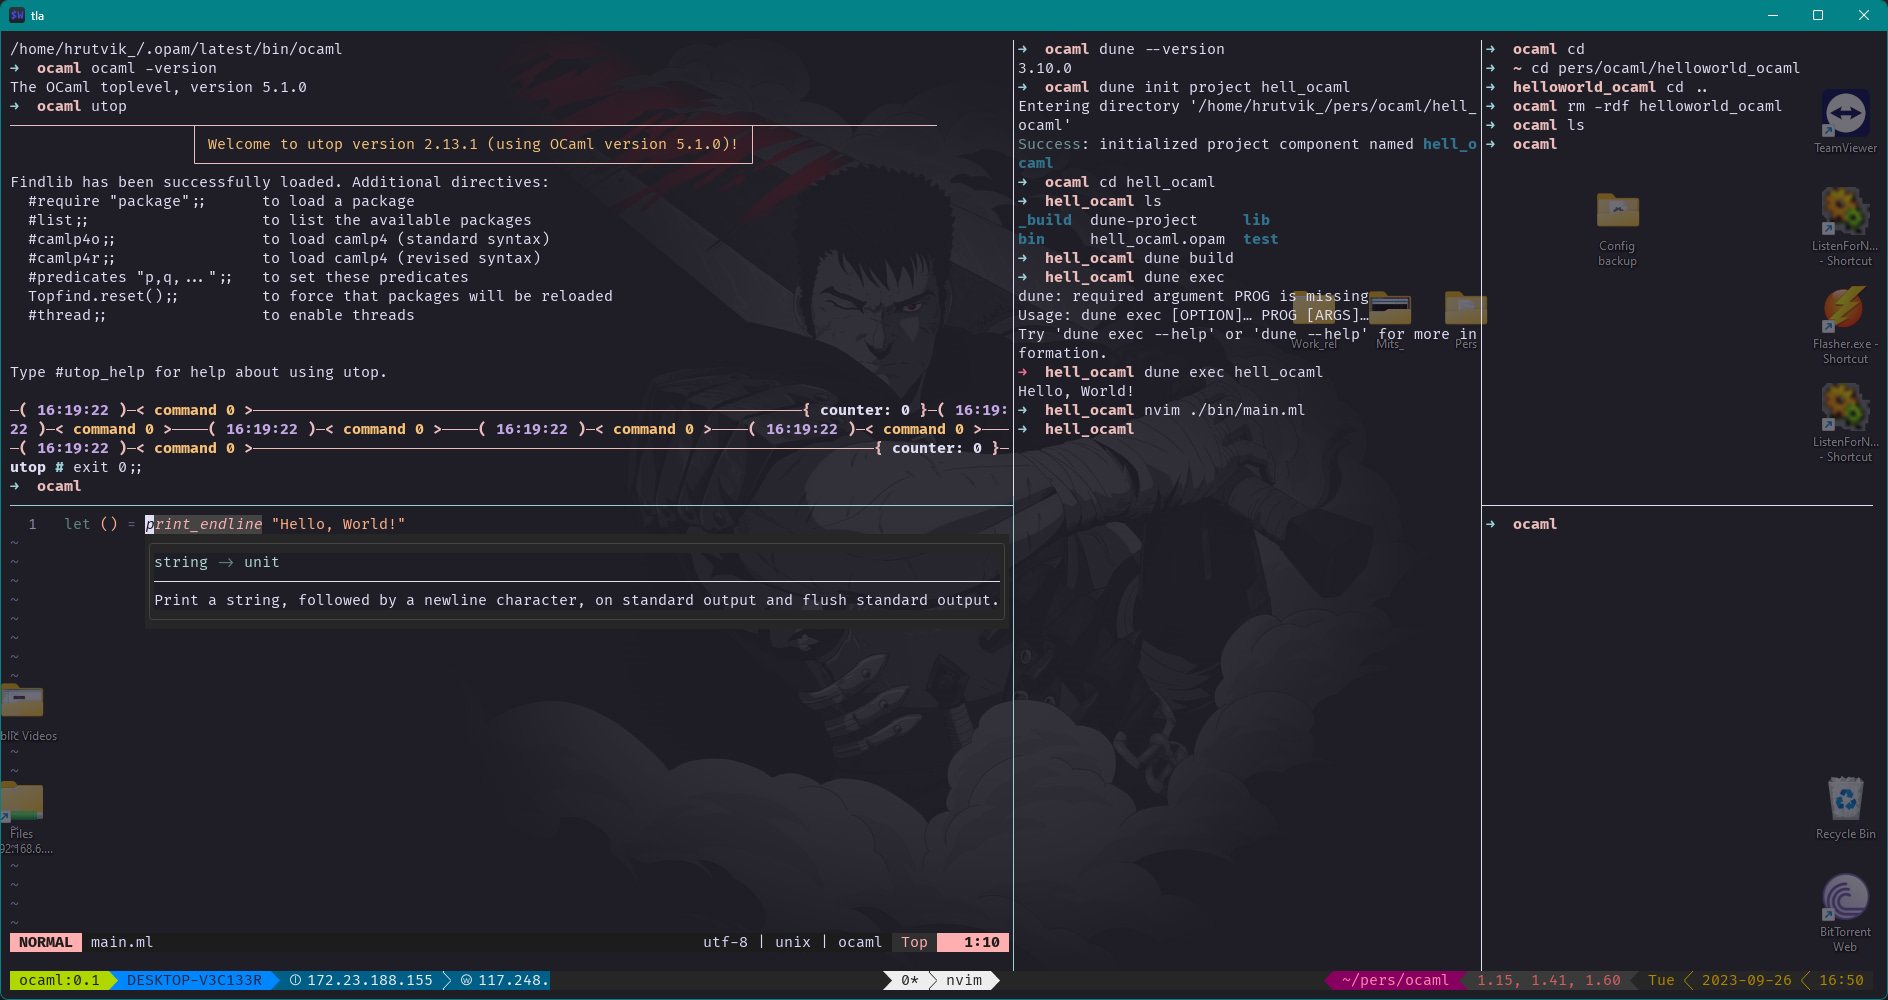 tla
/home/hrutvik_/.opam/latest/bin/ocaml
→ ocaml ocaml -version
The OCaml toplevel, version 5.1.0
→ ocaml utop
Welcome to utop version 2.13.1 (using OCaml version 5.1.0)!
Findlib has been successfully loaded. Additional directives:
#require "package";; to load a package
#list;; to list the available packages
#camlp4o;; to load camlp4 (standard syntax)
#camlp4r;; to load camlp4 (revised syntax)
#predicates "p,q,...";; to set these predicates
Topfind.reset();; to force that packages will be reloaded
#thread;; to enable threads
Type #utop_help for help about using utop.
─( 16:19:22 )─< command 0 >────{ counter: 0 }─( 16:19:
22 )─< command 0 >────( 16:19:22 )─< command 0 >────( 16:19:22 )─< command 0 >────( 16:19:22 )─< command 0 >───
─( 16:19:22 )─< command 0 >────{ counter: 0 }─
utop # exit 0;;
→ ocaml
1 let () = print_endline "Hello, World!"
~
~
string -> unit
~
~
Print a string, followed by a newline character, on standard output and flush standard output.
~
~
~
~
~
~
~
~
~
~
~
NORMAL main.ml utf-8 | unix | ocaml Top 1:10
→ ocaml dune --version
3.10.0
→ ocaml dune init project hell_ocaml
Entering directory '/home/hrutvik_/pers/ocaml/hell_
ocaml'
Success: initialized project component named hell_o
caml
→ ocaml cd hell_ocaml
→ hell_ocaml ls
_build dune-project lib
bin hell_ocaml.opam test
→ hell_ocaml dune build
→ hell_ocaml dune exec
dune: required argument PROG is missing
Usage: dune exec [OPTION]… PROG [ARGS]…
Try 'dune exec --help' or 'dune --help' for more in
formation.
→ hell_ocaml dune exec hell_ocaml
Hello, World!
→ hell_ocaml nvim ./bin/main.ml
→ hell_ocaml
→ ocaml cd
→ ~ cd pers/ocaml/helloworld_ocaml
→ helloworld_ocaml cd ..
→ ocaml rm -rdf helloworld_ocaml
→ ocaml ls
→ ocaml
→ ocaml
TeamViewer
Config
backup
ListenForN...
- Shortcut
Work_rel
Mits_
Pers
Flasher.exe -
Shortcut
ListenForN...
- Shortcut
blic Videos
Files
92.168.6....
Recycle Bin
BitTorrent
Web
ocaml:0.1 DESKTOP-V3C133R ⓛ 172.23.188.155 ⓦ 117.248. 0* nvim ~/pers/ocaml 1.15, 1.41, 1.60 Tue 2023-09-26 16:50